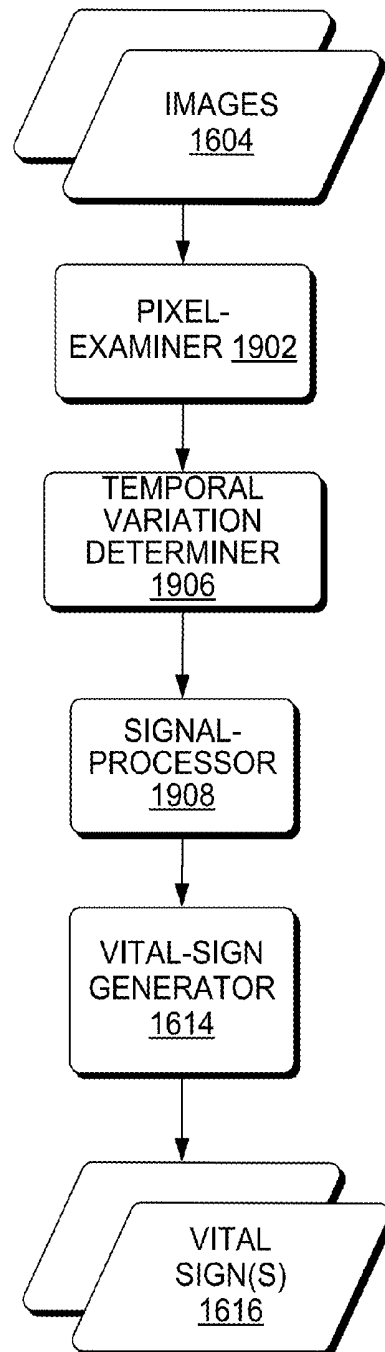 IMAGES
1604
PIXEL-
EXAMINER 1902
TEMPORAL
VARIATION
DETERMINER
1906
SIGNAL-
PROCESSOR
1908
VITAL-SIGN
GENERATOR
1614
VITAL
SIGN(S)
1616